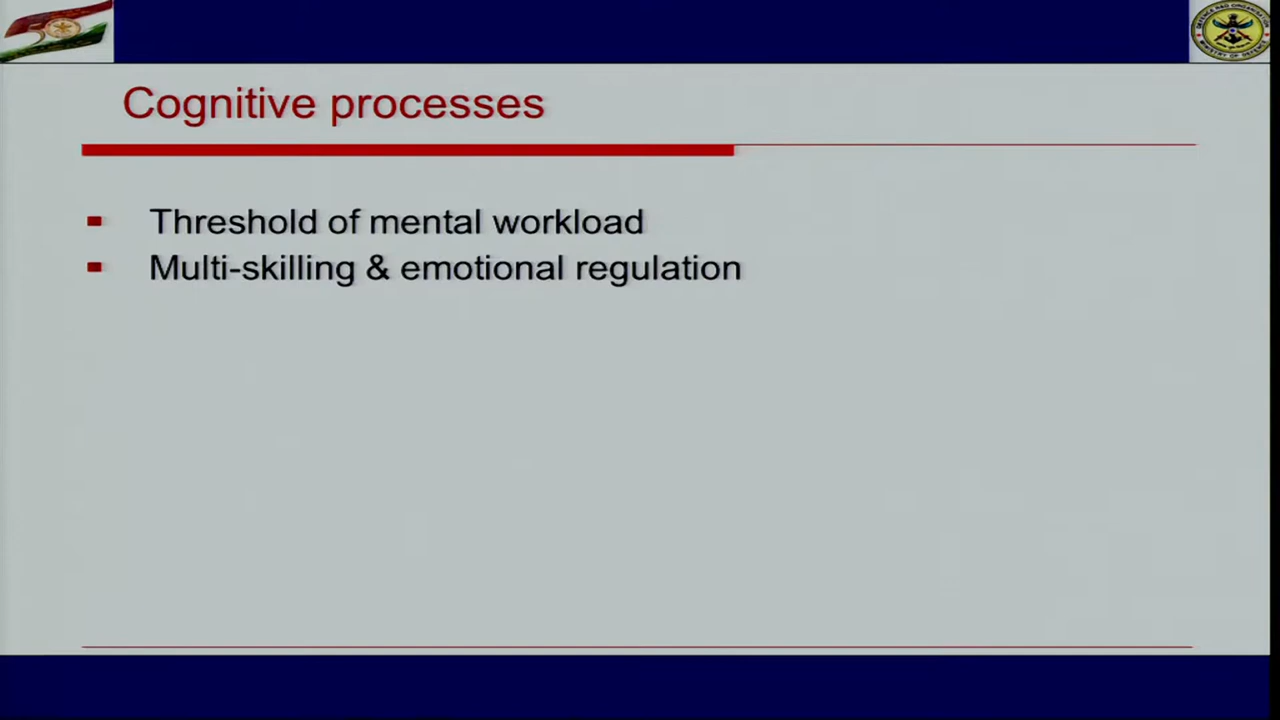 Cognitive processes
Threshold of mental workload
Multi-skilling & emotional regulation